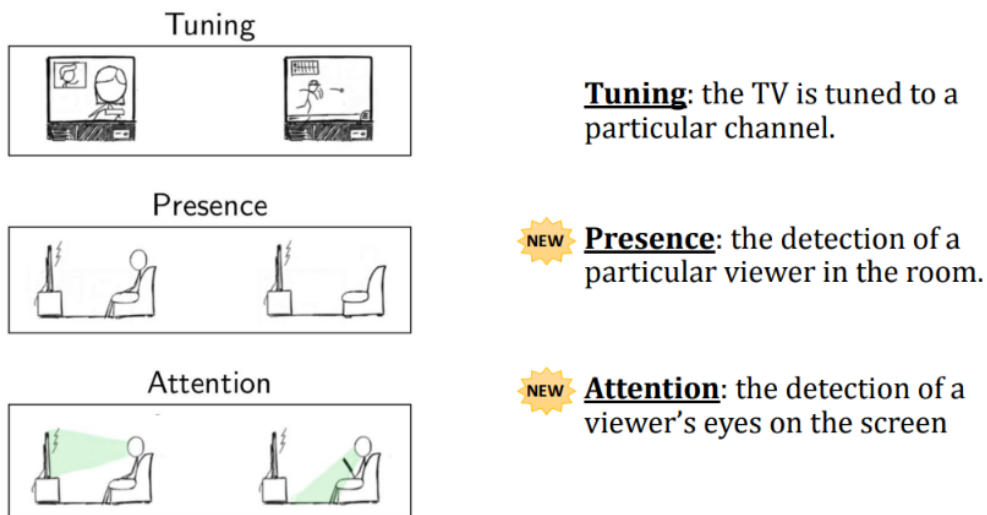 Tuning
Tuning: the TV is tuned to a
particular channel.
Presence
NEW
Presence: the detection of a
particular viewer in the room.
Attention
NEW
Attention: the detection of a
viewer's eyes on the screen